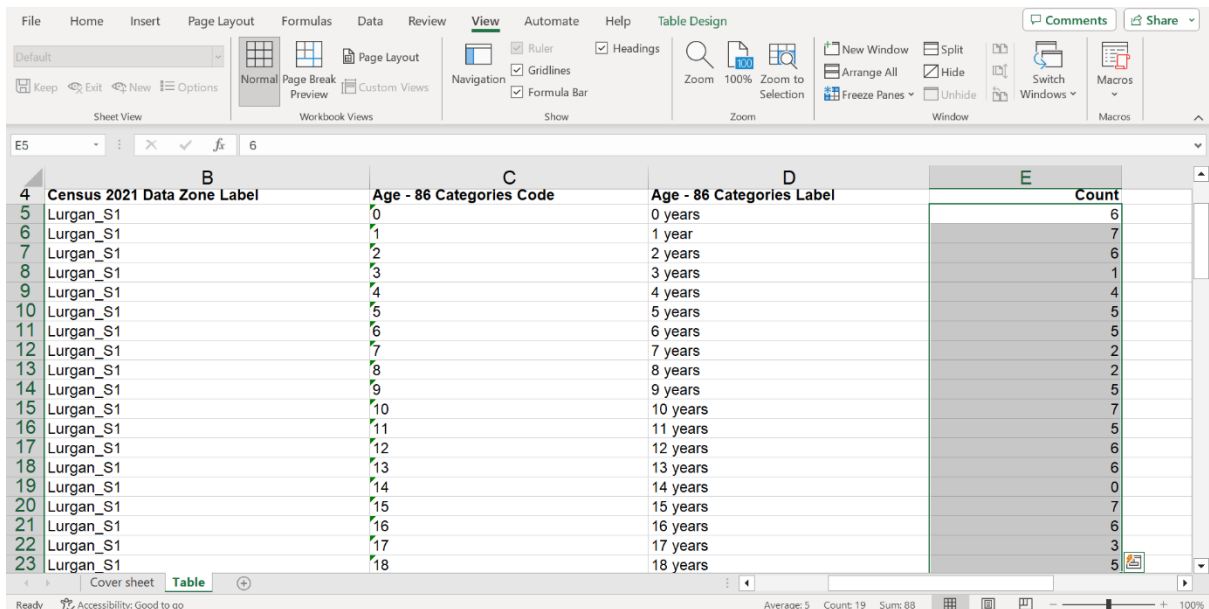 File Home Insert Page Layout Formulas Data Review View Automate Help Table Design Comments Share
Default
Keep Exit New Options
Sheet View
Normal Page Break Preview
Page Layout
Custom Views
Workbook Views
Navigation
Ruler
Gridlines
Formula Bar
Headings
Show
Zoom 100% Zoom to Selection
100
Zoom
New Window
Arrange All
Freeze Panes
Split
Hide
Unhide
Switch Windows
Window
Macros
Macros
E5 fx 6
B C D E
4 Census 2021 Data Zone Label Age - 86 Categories Code Age - 86 Categories Label Count
5 Lurgan_S1 0 0 years 6
6 Lurgan_S1 1 1 year 7
7 Lurgan_S1 2 2 years 6
8 Lurgan_S1 3 3 years 1
9 Lurgan_S1 4 4 years 4
10 Lurgan_S1 5 5 years 5
11 Lurgan_S1 6 6 years 5
12 Lurgan_S1 7 7 years 2
13 Lurgan_S1 8 8 years 2
14 Lurgan_S1 9 9 years 5
15 Lurgan_S1 10 10 years 7
16 Lurgan_S1 11 11 years 5
17 Lurgan_S1 12 12 years 6
18 Lurgan_S1 13 13 years 6
19 Lurgan_S1 14 14 years 0
20 Lurgan_S1 15 15 years 7
21 Lurgan_S1 16 16 years 6
22 Lurgan_S1 17 17 years 3
23 Lurgan_S1 18 18 years 5
Cover sheet Table
Ready Accessibility: Good to go Average: 5 Count: 19 Sum: 88 100%